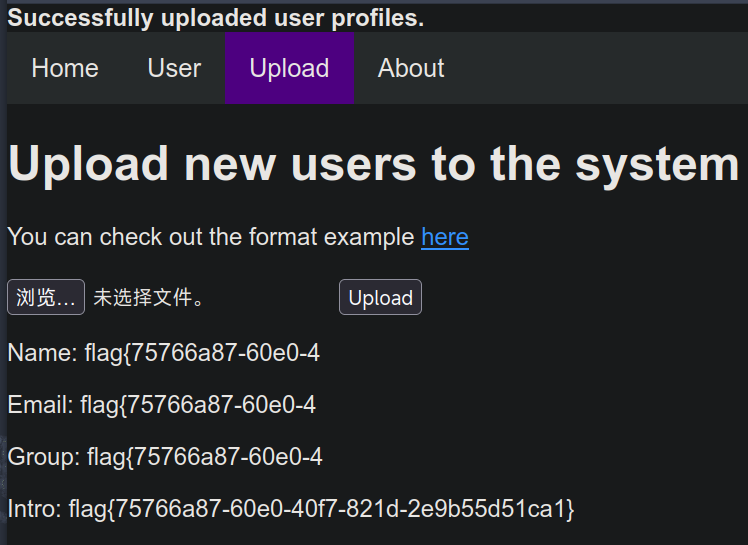 Successfully uploaded user profiles.
Home User Upload About
Upload new users to the system
You can check out the format example here
浏览… 未选择文件。 Upload
Name: flag{75766a87-60e0-4
Email: flag{75766a87-60e0-4
Group: flag{75766a87-60e0-4
Intro: flag{75766a87-60e0-40f7-821d-2e9b55d51ca1}